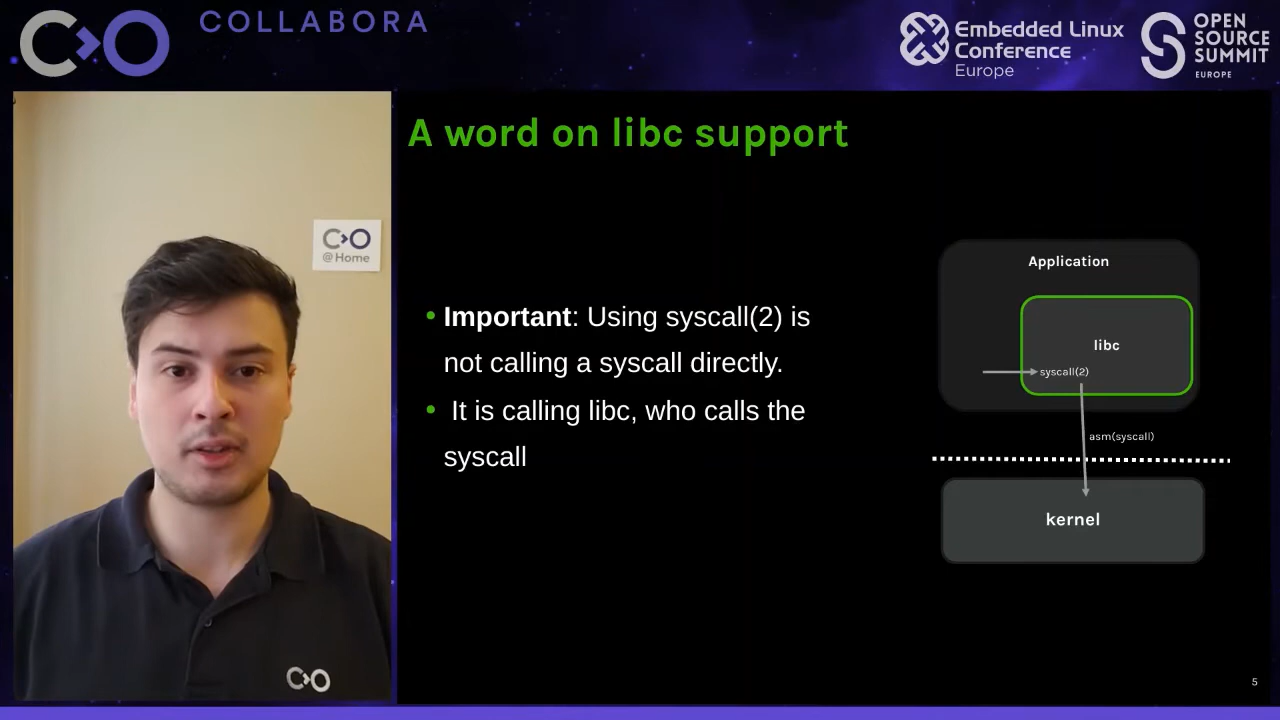 COLLABORA
Embedded Linux
Conference
Europe
OPEN
SOURCE
SUMMIT
EUROPE
@Home
A word on libc support
• Important: Using syscall(2) is
not calling a syscall directly.
• It is calling libc, who calls the
syscall
Application
libc
syscall(2)
asm(syscall)
kernel
5